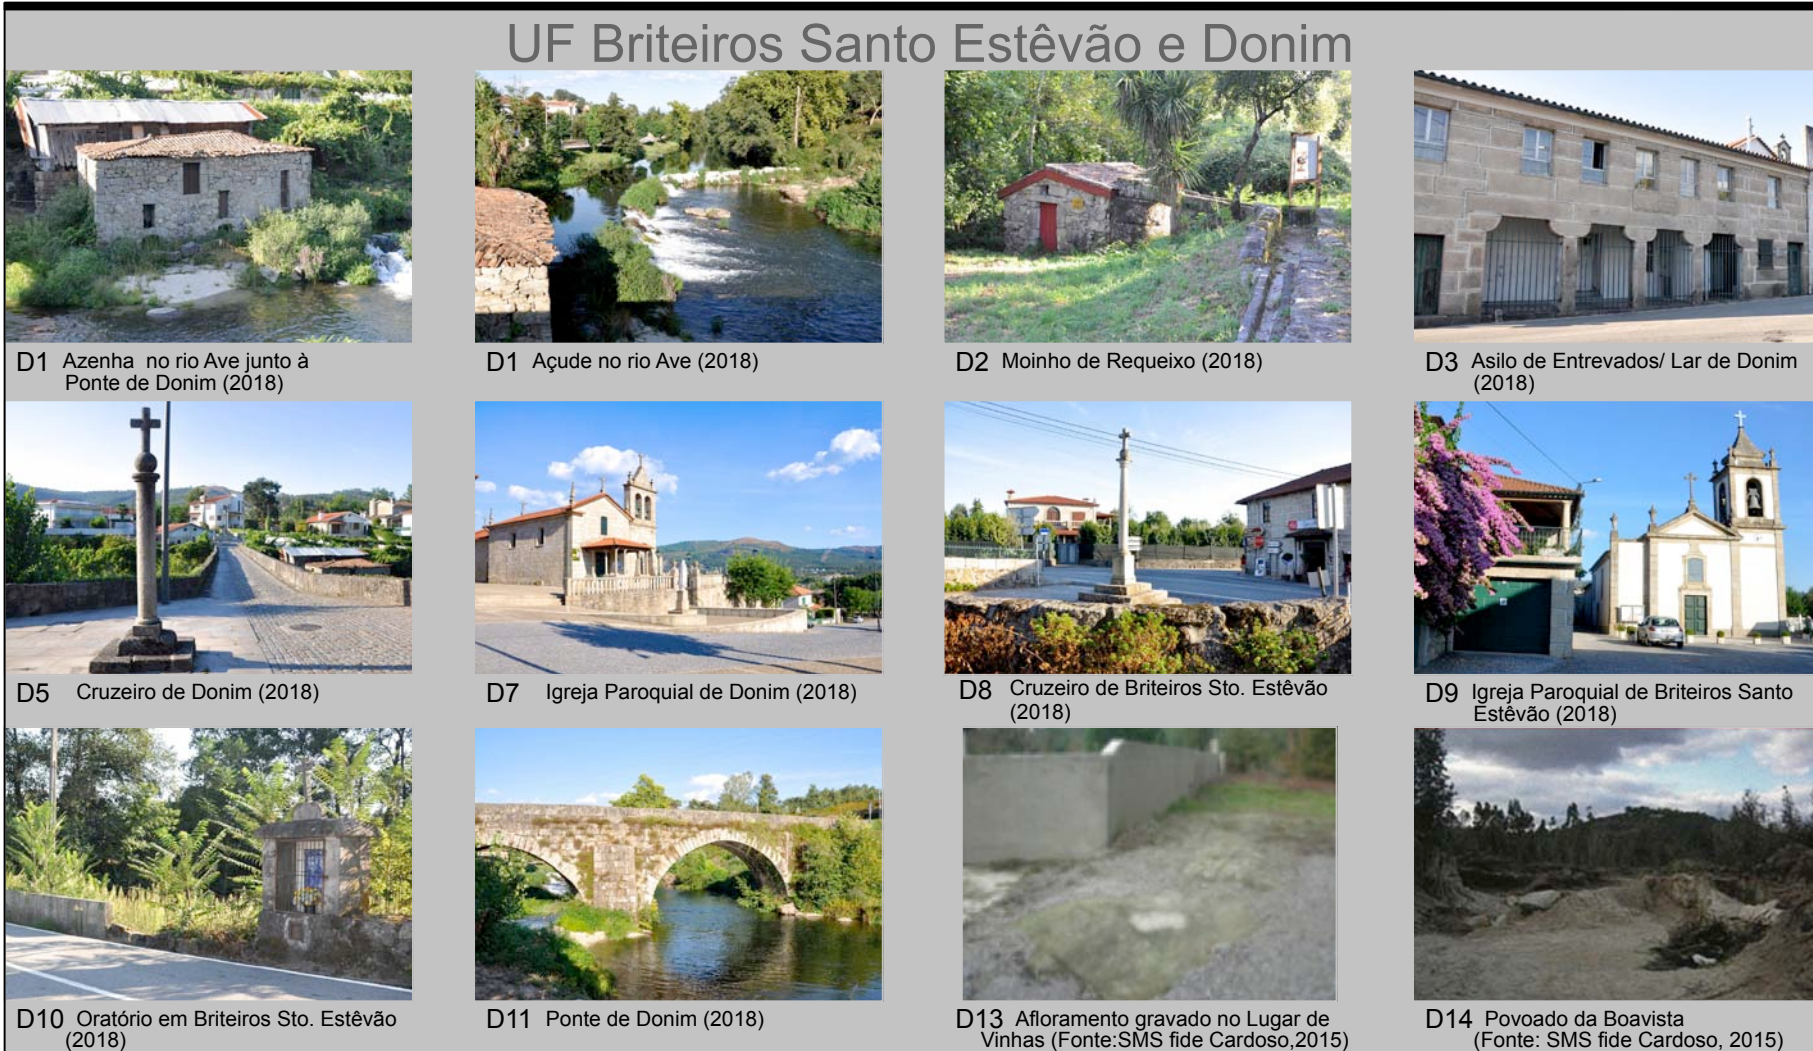 UF Briteiros Santo Estêvão e Donim
D1 Azenha no rio Ave junto à
Ponte de Donim (2018)
D1 Açude no rio Ave (2018)
D2 Moinho de Requeixo (2018)
D3 Asilo de Entrevados/ Lar de Donim
(2018)
D5 Cruzeiro de Donim (2018)
D7 Igreja Paroquial de Donim (2018)
D8 Cruzeiro de Briteiros Sto. Estêvão
(2018)
D9 Igreja Paroquial de Briteiros Santo
Estêvão (2018)
D10 Oratório em Briteiros Sto. Estêvão
(2018)
D11 Ponte de Donim (2018)
D13 Afloramento gravado no Lugar de
Vinhas (Fonte:SMS fide Cardoso,2015)
D14 Povoado da Boavista
(Fonte: SMS fide Cardoso, 2015)